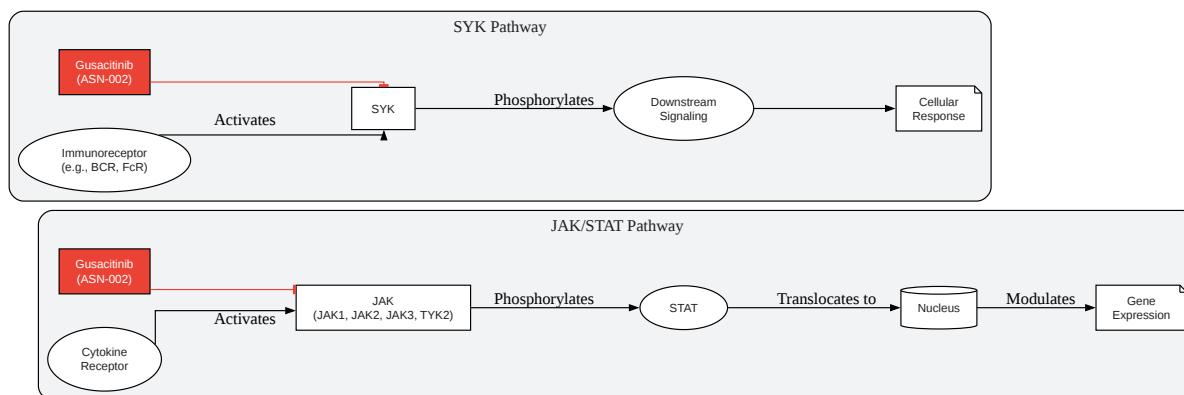 SYK Pathway
Gusacitinib
(ASN-002)
Activates
SYK
Phosphorylates
Downstream
Signaling
Cellular
Response
Immunoreceptor
(e.g., BCR, FcR)
JAK/STAT Pathway
Gusacitinib
(ASN-002)
Activates
JAK
(JAK1, JAK2, JAK3, TYK2)
Phosphorylates
STAT
Translocates to
Nucleus
Modulates
Gene
Expression
Cytokine
Receptor